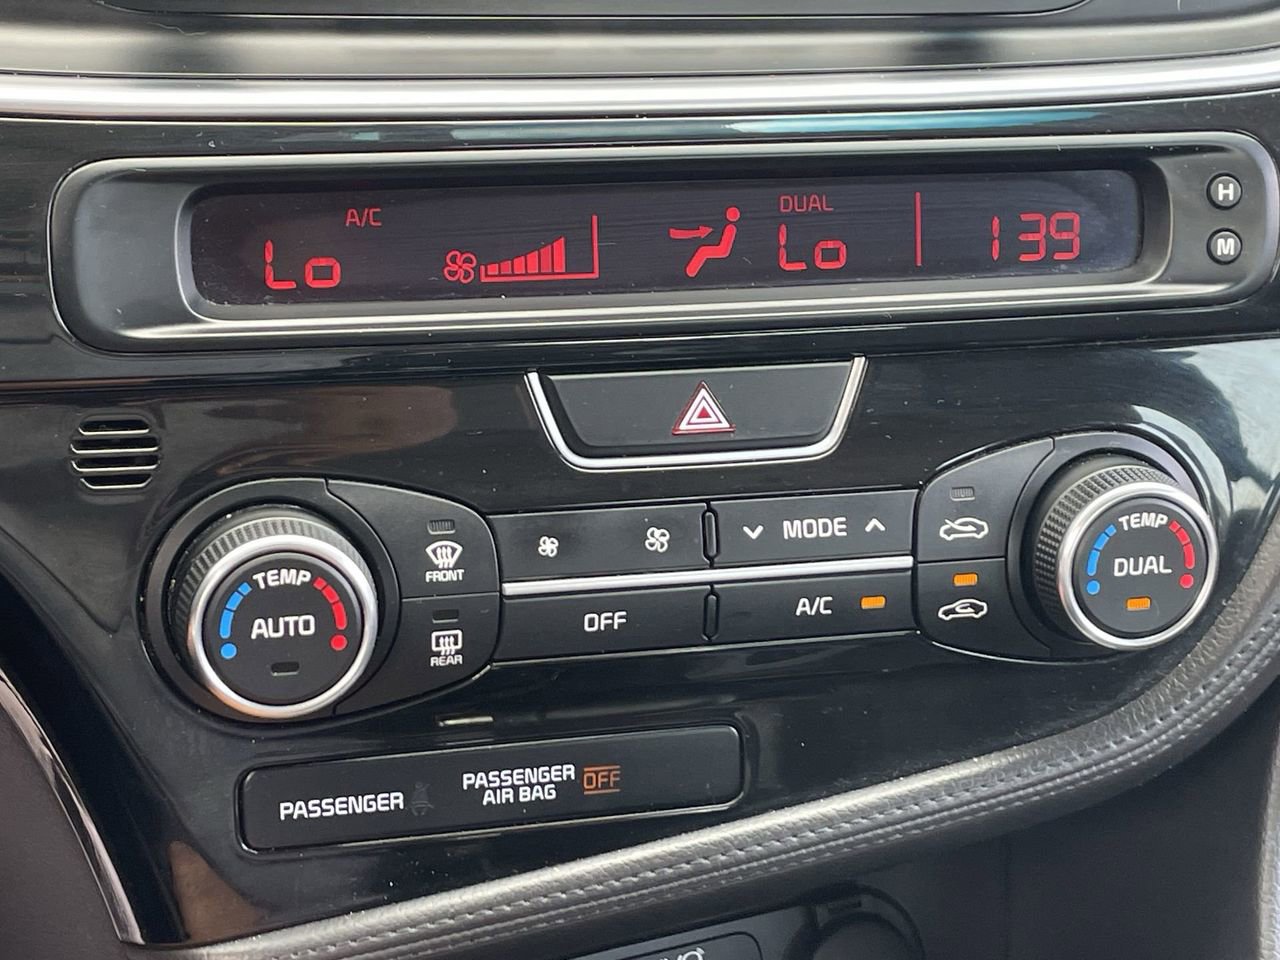 A/C
Lo
DUAL
Lo
1 39
H
M
TEMP
AUTO
FRONT
REAR
MODE
OFF
A/C
TEMP
DUAL
PASSENGER
PASSENGER
AIR BAG
OFF